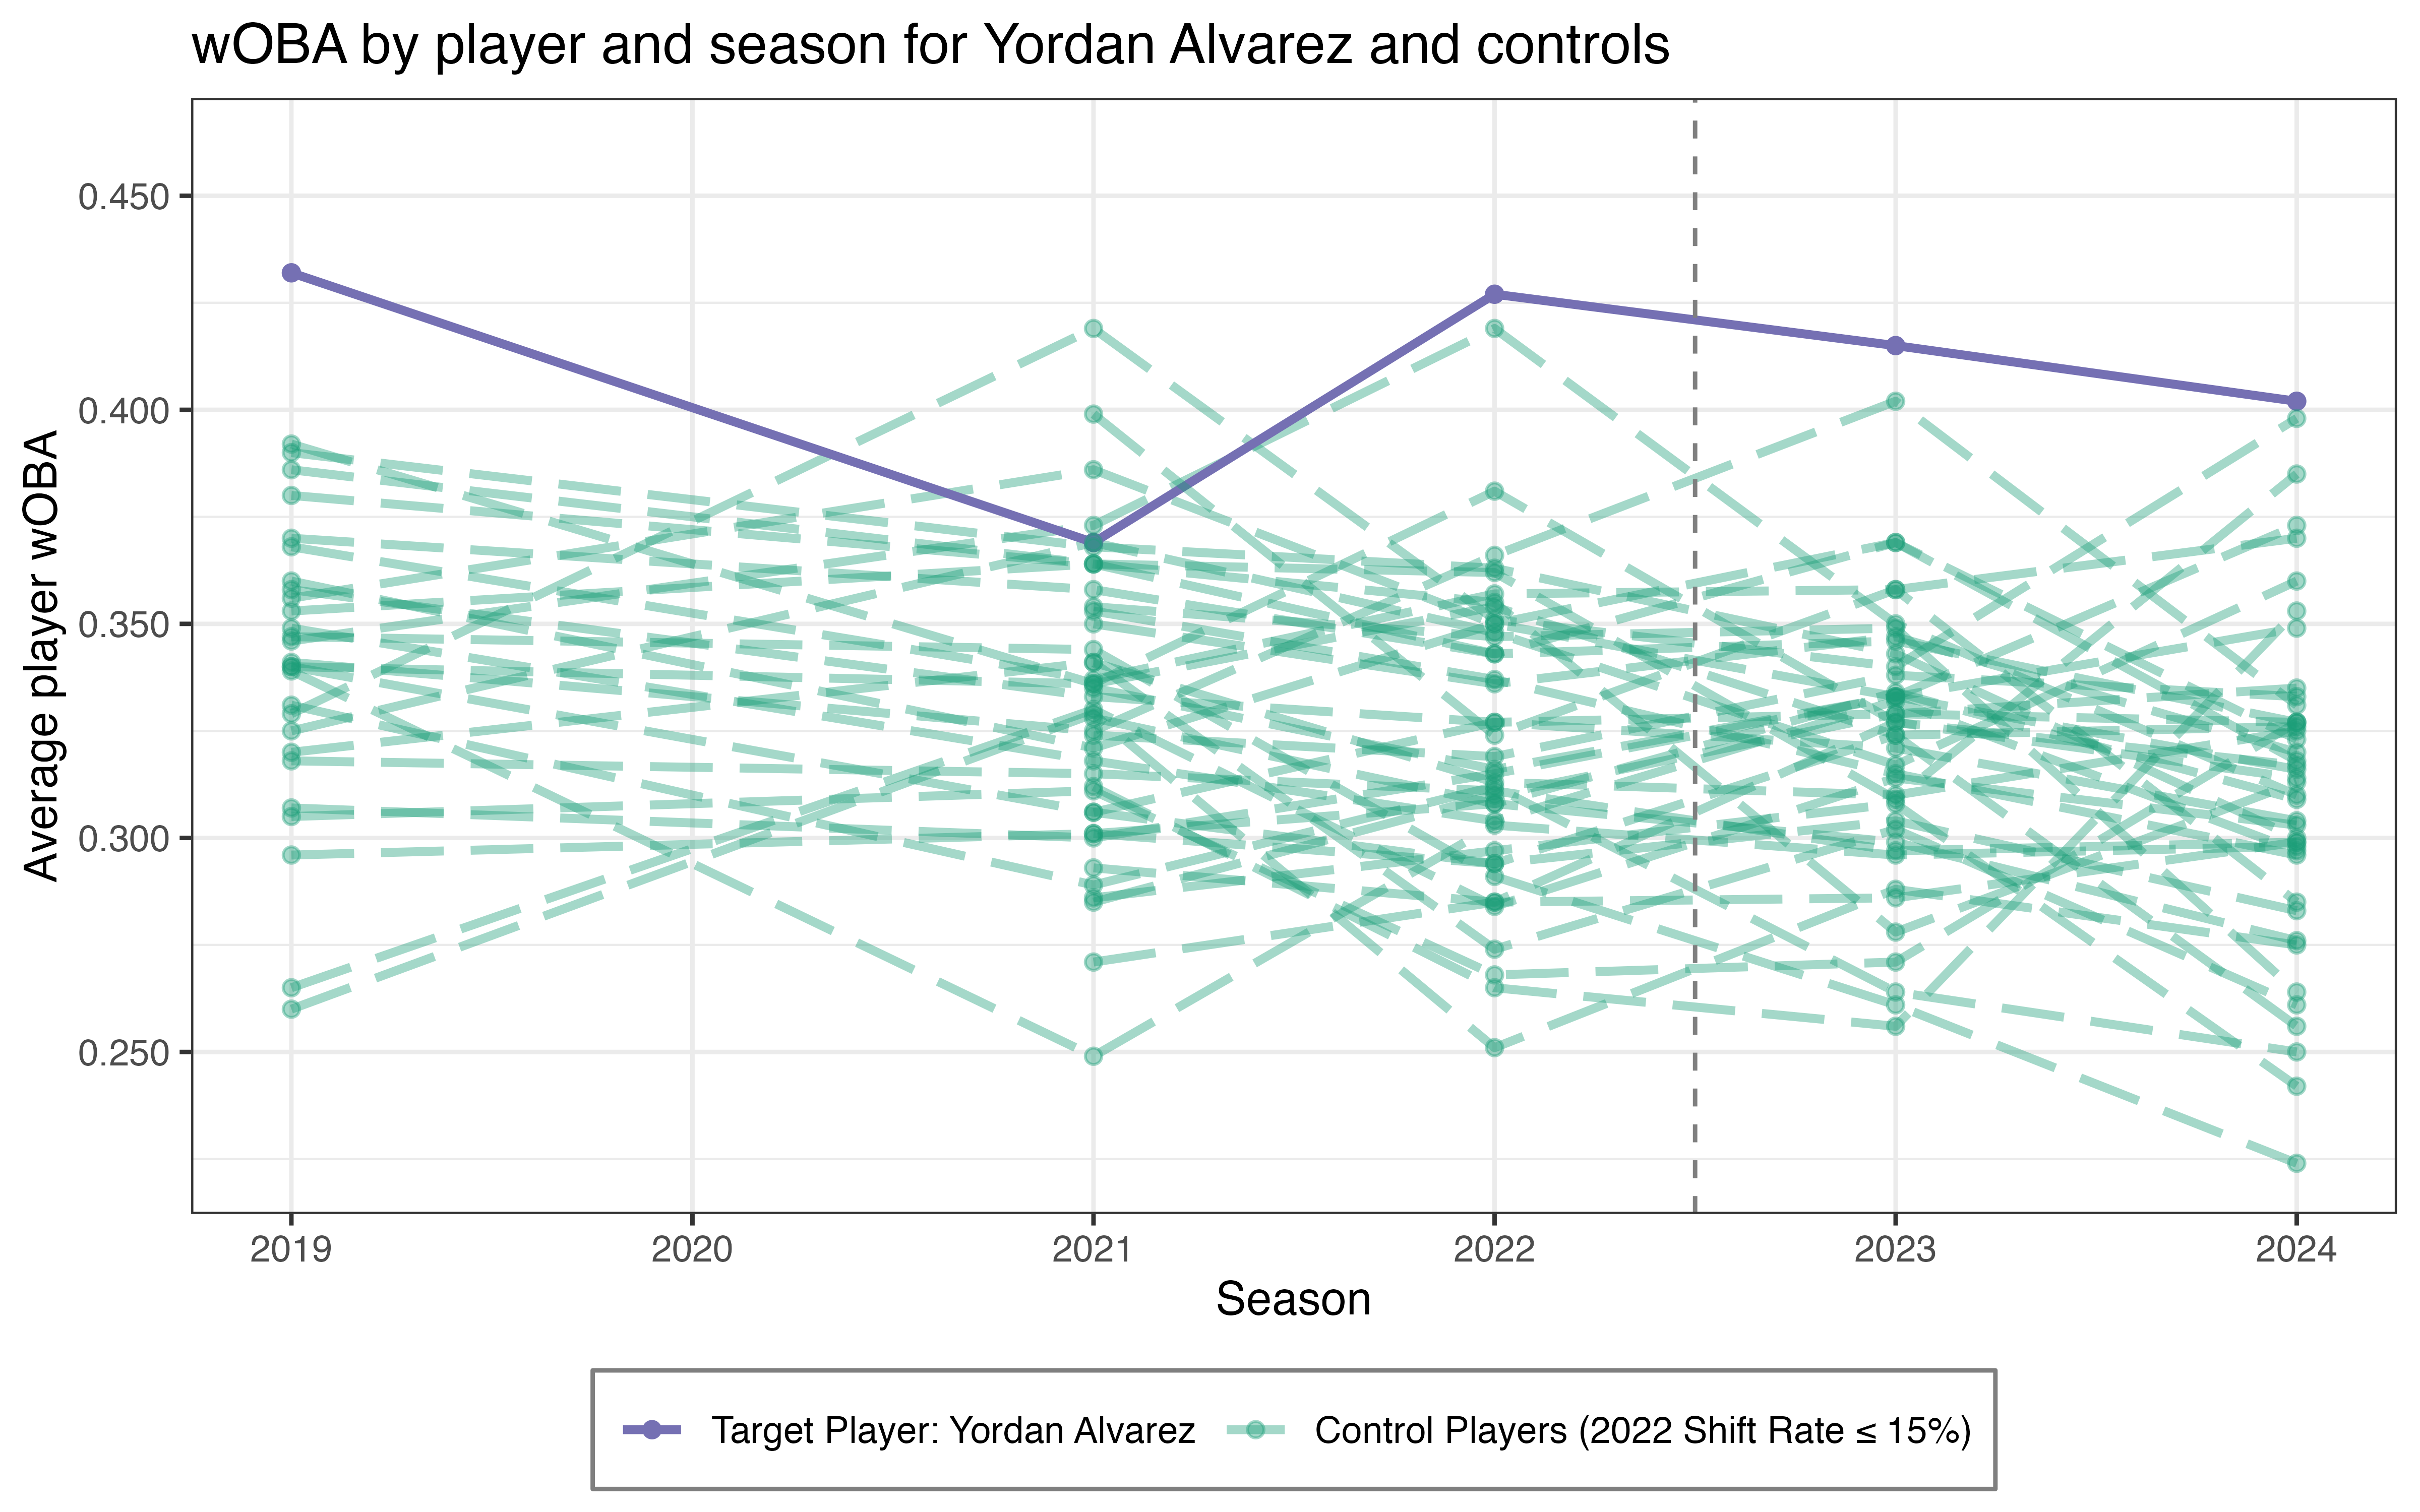 wOBA by player and season for Yordan Alvarez and controls
Average player wOBA
0.450
0.400
0.350
0.300
0.250
2019 2020 2021 2022 2023 2024
Season
Target Player: Yordan Alvarez Control Players (2022 Shift Rate ≤ 15%)